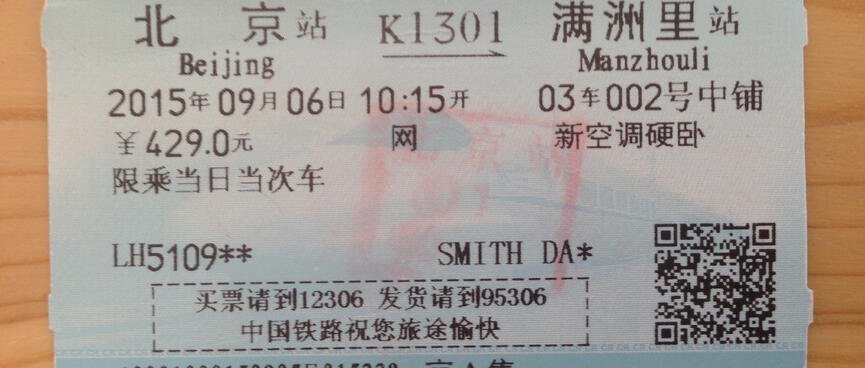 北京站 K1301 满洲里站
Beijing Manzhouli
2015年09月06日 10:15开 03车002号中铺
￥429.0元 网 新空调硬卧
限乘当日当次车
LH5109** SMITH DA*
买票请到12306 发货请到95306
中国铁路祝您旅途愉快